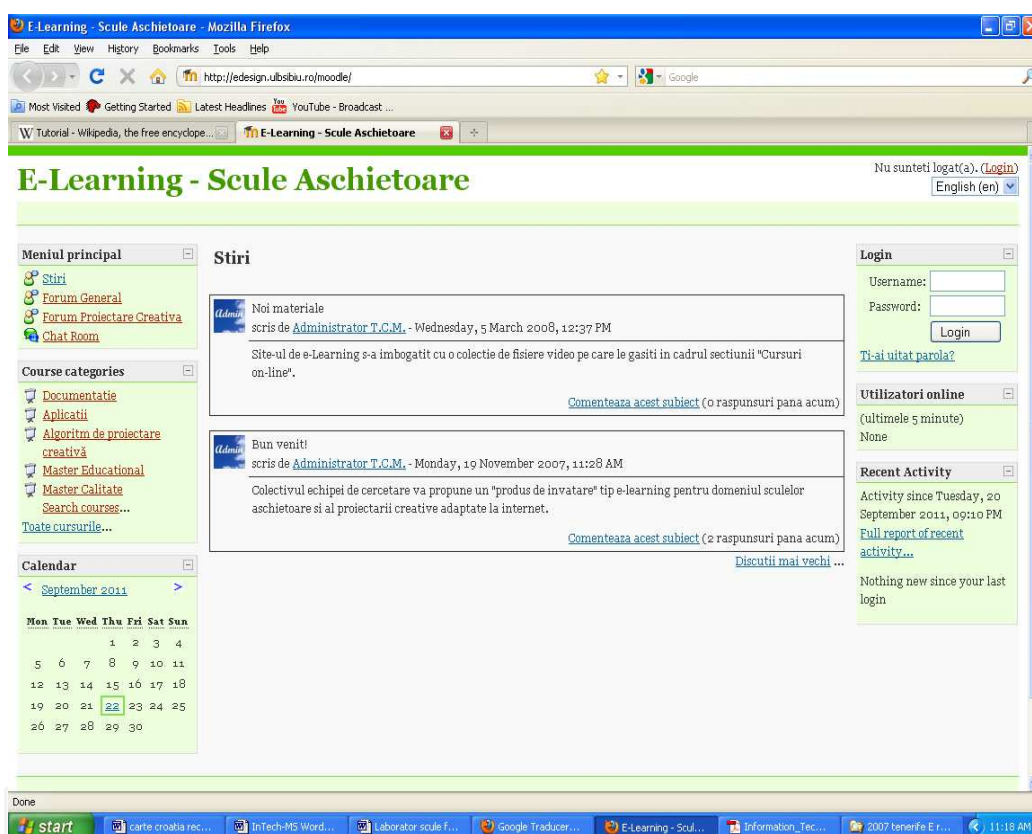 E-Learning - Scule Aschietoare - Mozilla Firefox
File Edit View History Bookmarks Tools Help
http://edesign.ulbsibiu.ro/moodle/
Google
Most Visited Getting Started Latest Headlines YouTube - Broadcast ...
W Tutorial - Wikipedia, the free encyclope...
E-Learning - Scule Aschietoare
E-Learning - Scule Aschietoare
Nu sunteti logat(a). (Login)
English (en)
Meniul principal
Stiri
Forum General
Forum Proiectare Creativa
Chat Room
Course categories
Documentatie
Aplicatii
Algoritm de proiectare
creativă
Master Educational
Master Calitate
Search courses...
Toate cursurile...
Calendar
< September 2011 >
Mon Tue Wed Thu Fri Sat Sun
1 2 3 4
5 6 7 8 9 10 11
12 13 14 15 16 17 18
19 20 21 22 23 24 25
26 27 28 29 30
Stiri
Admin
Noi materiale
scris de Administrator T.C.M. - Wednesday, 5 March 2008, 12:37 PM
Site-ul de e-Learning s-a imbogatit cu o colectie de fisiere video pe care le gasiti in cadrul sectiunii "Cursuri
on-line".
Comenteaza acest subiect (0 raspunsuri pana acum)
Admin
Bun venit!
scris de Administrator T.C.M. - Monday, 19 November 2007, 11:28 AM
Colectivul echipei de cercetare va propune un "produs de invatare" tip e-learning pentru domeniul sculelor
aschietoare si al proiectarii creative adaptate la internet.
Comenteaza acest subiect (2 raspunsuri pana acum)
Discutii mai vechi ...
Login
Username:
Password:
Login
Ti-ai uitat parola?
Utilizatori online
(ultimele 5 minute)
None
Recent Activity
Activity since Tuesday, 20
September 2011, 09:10 PM
Full report of recent
activity...
Nothing new since your last
login
Done
start
carte croatia rec...
InTech-MS Word...
Laborator scule f...
Google Traducer...
E-Learning - Scul...
Information_Tec...
2007 tenerife E r...
11:18 AM